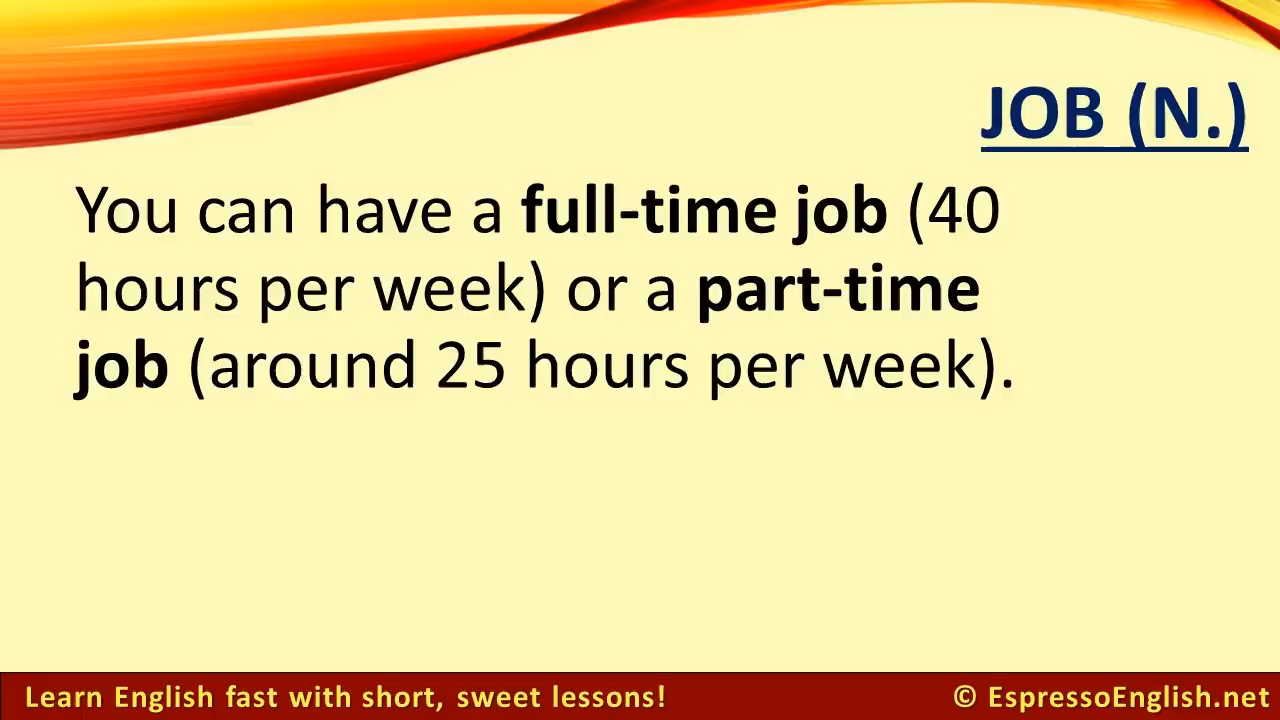 JOB (N.)
You can have a full-time job (40
hours per week) or a part-time
job (around 25 hours per week).
Learn English fast with short, sweet lessons!
© EspressoEnglish.net